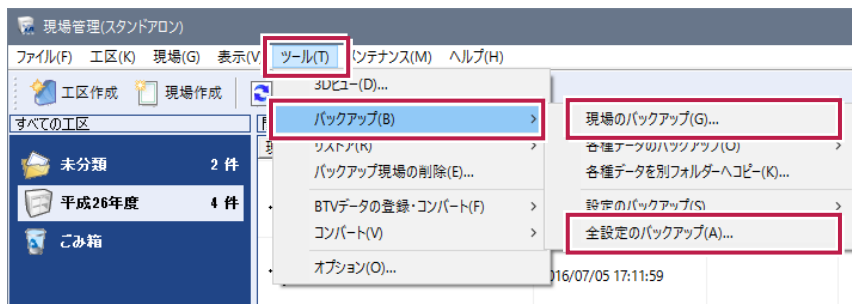 現場管理(スタンドアロン)
ファイル(F) 工区(K) 現場(G) 表示(V) ツール(T) メンテナンス(M) ヘルプ(H)
工区作成 現場作成
すべての工区
未分類 2 件
平成26年度 4 件
ごみ箱
3Dビュー(D)...
バックアップ(B)
リストア(R)
バックアップ現場の削除(E)...
BTVデータの登録・コンバート(F)
コンバート(V)
オプション(O)...
現場のバックアップ(G)...
各種データのバックアップ(O)
各種データを別フォルダーへコピー(K)...
設定のバックアップ(S)
全設定のバックアップ(A)...
016/07/05 17:11:59